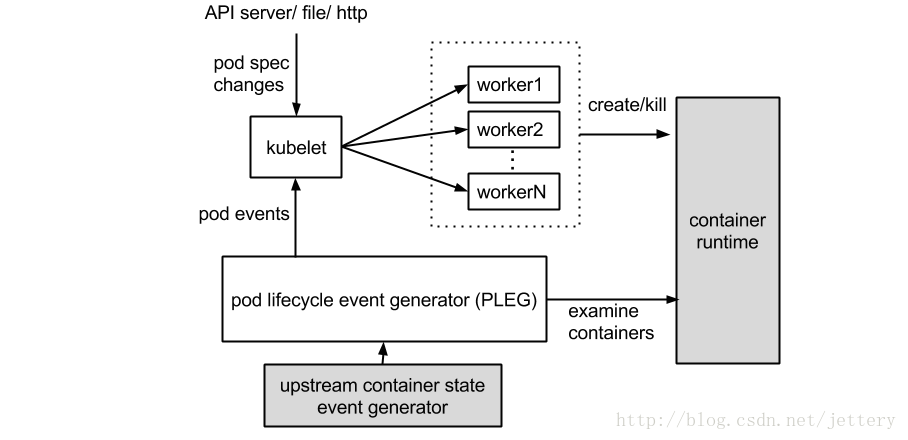 API server/ file/ http
pod spec
changes
worker1
create/kill
worker2
kubelet
workerN
pod events
container
runtime
pod lifecycle event generator (PLEG)
examine
containers
upstream container state
event generator
http://blog.csdn.net/jettery